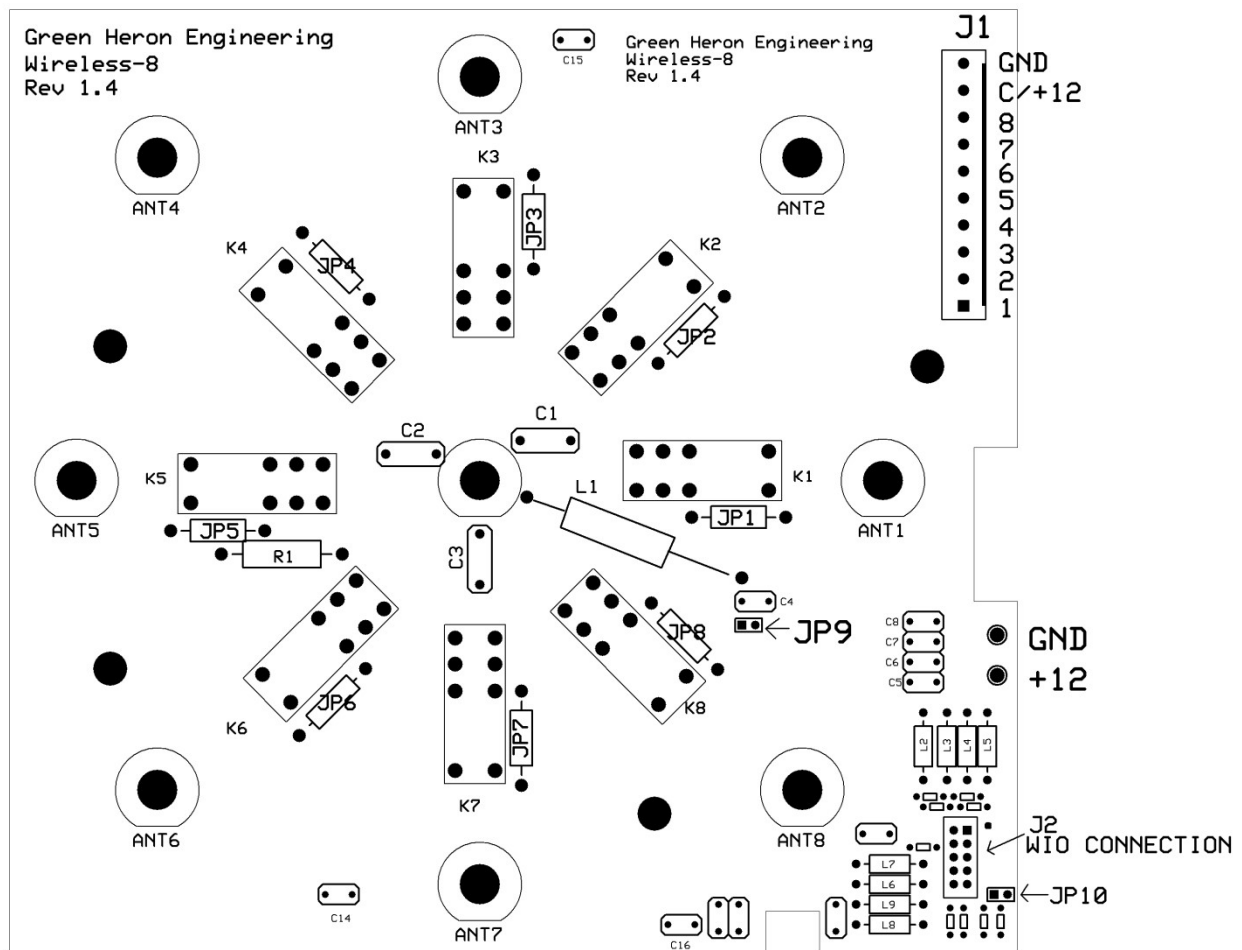 Green Heron Engineering
Wireless-8
Rev 1.4
C15
Green Heron Engineering
Wireless-8
Rev 1.4
J1
GND
C/+12
8
7
6
5
4
3
2
1
ANT3
ANT4
ANT2
K3
JP3
K4
JP4
K2
JP2
C2
C1
K5
K1
L1
ANT5
JP5
JP1
ANT1
R1
C3
C4
JP9
JP8
C8
C7
C6
C5
GND
+12
K6
JP6
K8
JP7
K7
L2
L3
L4
L5
ANT6
ANT8
J2
WIO CONNECTION
L7
L6
L9
L8
JP10
C14
ANT7
C16